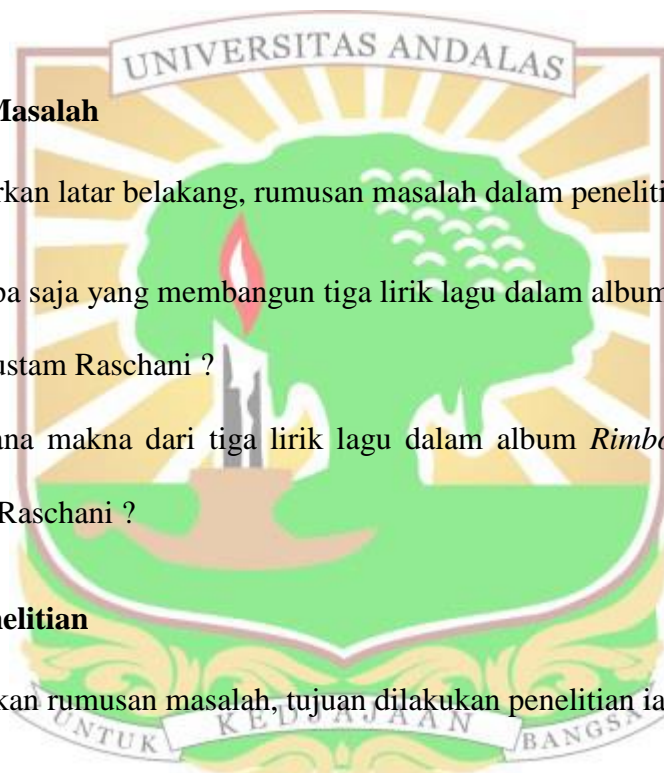 UNIVERSITAS ANDALAS
Masalah
rkan latar belakang, rumusan masalah dalam peneliti
pa saja yang membangun tiga lirik lagu dalam album
ustam Raschani ?
ana makna dari tiga lirik lagu dalam album Rimbo
Raschani ?
nelitian
kan rumusan masalah, tujuan dilakukan penelitian ia
UNTUK KEDJAJAAN BANGSA